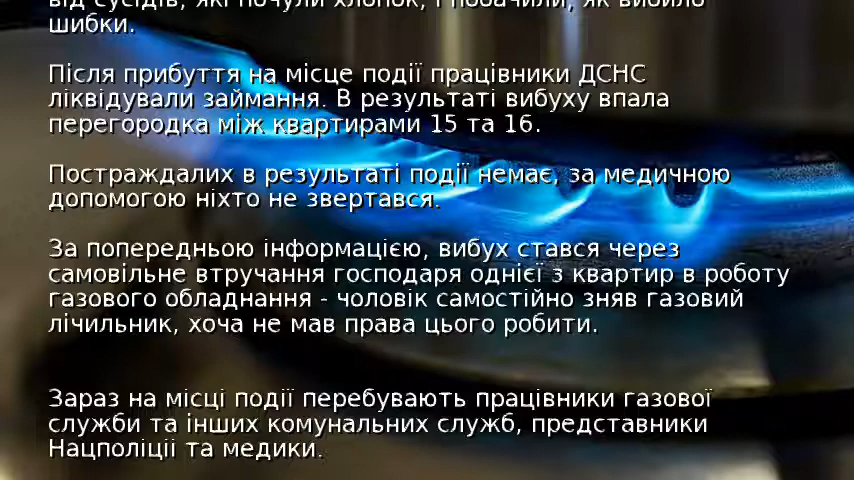 від сусідів, які почули хлопок, і побачили, як вибило
шибки.
Після прибуття на місце події працівники ДСНС
ліквідували займання. В результаті вибуху впала
перегородка між квартирами 15 та 16.
Постраждалих в результаті події немає, за медичною
допомогою ніхто не звертався.
За попередньою інформацією, вибух стався через
самовільне втручання господаря однієї з квартир в роботу
газового обладнання - чоловік самостійно зняв газовий
лічильник, хоча не мав права цього робити.
Зараз на місці події перебувають працівники газової
служби та інших комунальних служб, представники
Нацполіції та медики.